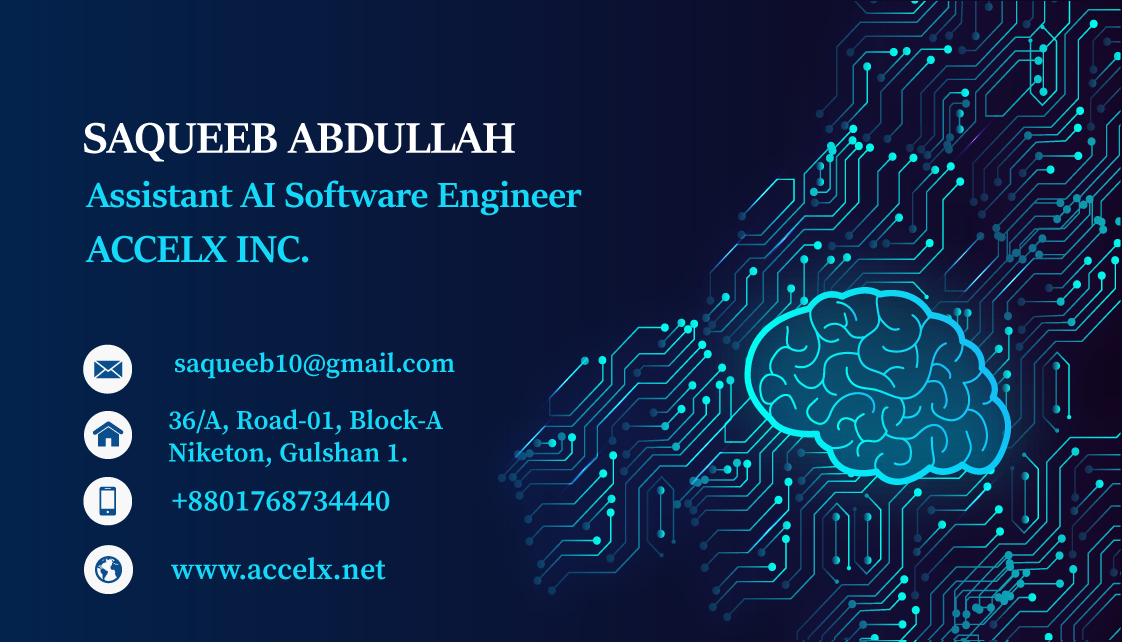 SAQUEEB ABDULLAH
Assistant AI Software Engineer
ACCELX INC.
saqueeb10@gmail.com
36/A, Road-01, Block-A
Niketon, Gulshan 1.
+8801768734440
www.accelx.net